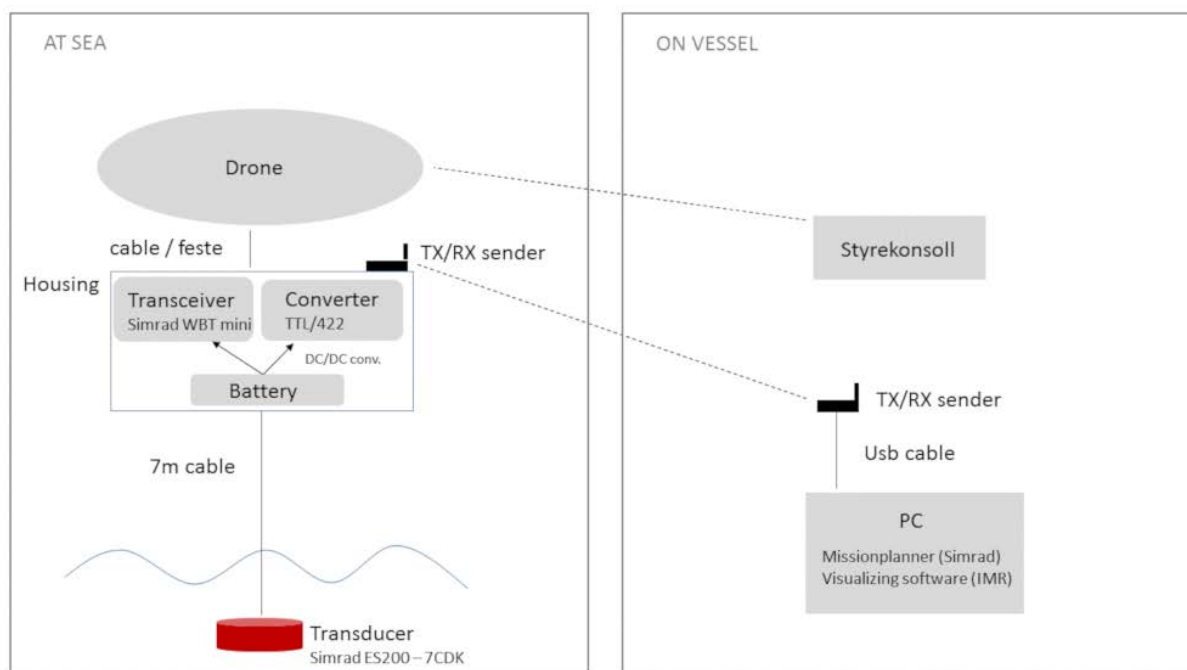 AT SEA
Drone
cable / feste
TX/RX sender
Housing
Transceiver
Simrad WBT mini
Converter
TTL/422
DC/DC conv.
Battery
7m cable
Transducer
Simrad ES200 – 7CDK
ON VESSEL
Styrekonsoll
TX/RX sender
Usb cable
PC
Missionplanner (Simrad)
Visualizing software (IMR)